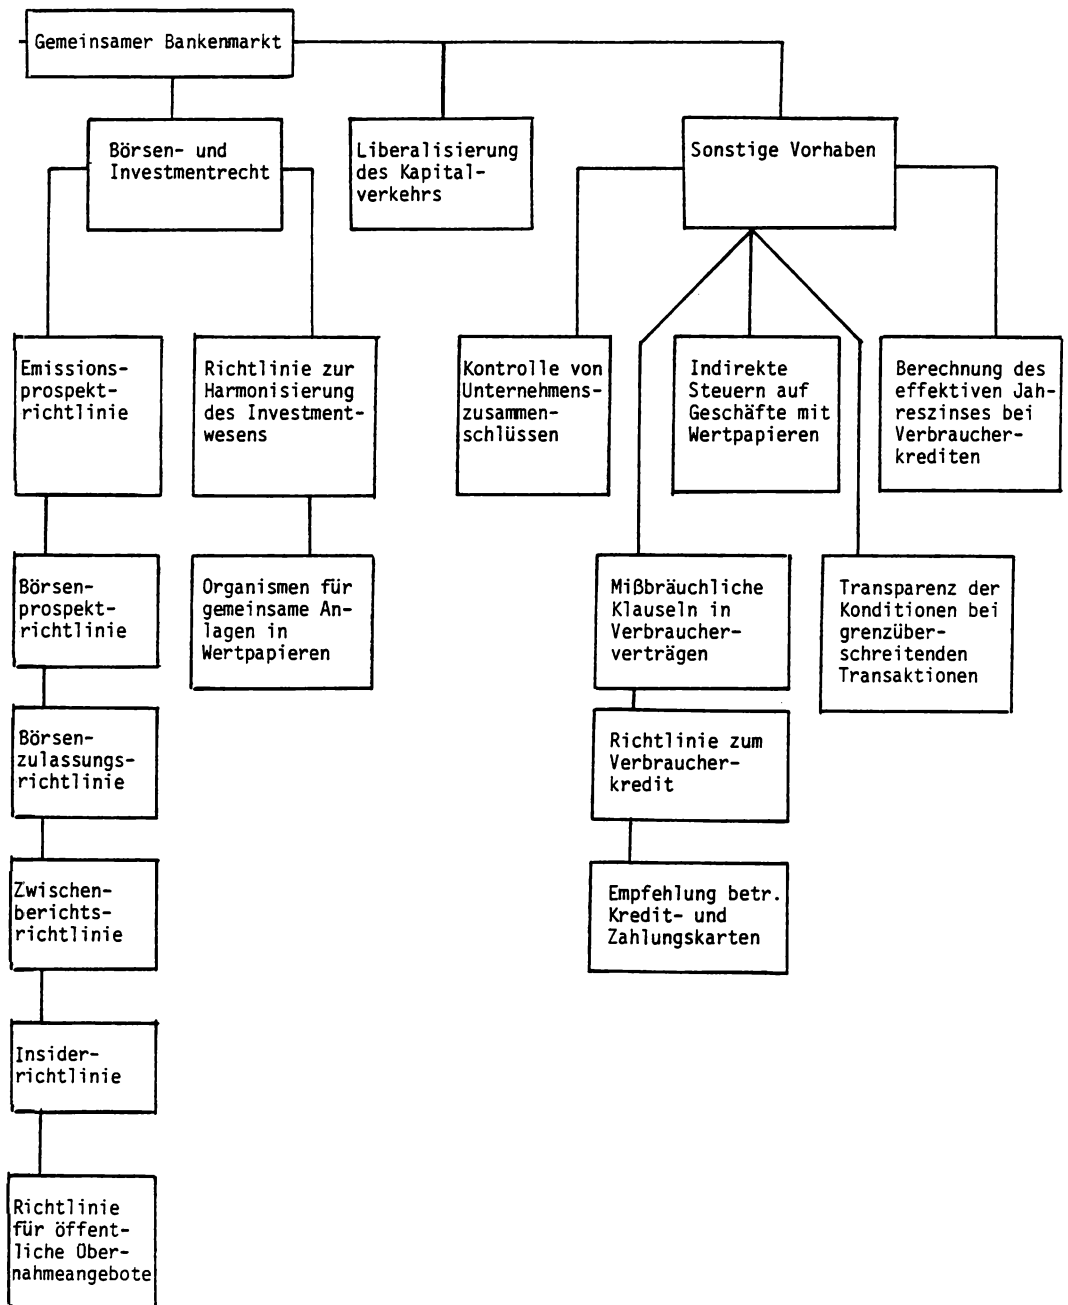 Gemeinsamer Bankenmarkt
Börsen- und
Investmentrecht
Liberalisierung
des Kapital-
verkehrs
Sonstige Vorhaben
Emissions-
prospekt-
richtlinie
Richtlinie zur
Harmonisierung
des Investment-
wesens
Kontrolle von
Unternehmens-
zusammen-
schlüssen
Indirekte
Steuern auf
Geschäfte mit
Wertpapieren
Berechnung des
effektiven Jah-
reszinses bei
Verbraucher-
krediten
Börsen-
prospekt-
richtlinie
Organismen für
gemeinsame An-
lagen in
Wertpapieren
Mißbräuchliche
Klauseln in
Verbraucher-
verträgen
Transparenz der
Konditionen bei
grenzüber-
schreitenden
Transaktionen
Börsen-
zulassungs-
richtlinie
Richtlinie zum
Verbraucher-
kredit
Zwischen-
berichts-
richtlinie
Empfehlung betr.
Kredit- und
Zahlungskarten
Insider-
richtlinie
Richtlinie
für öffent-
liche Über-
nahmeangebote